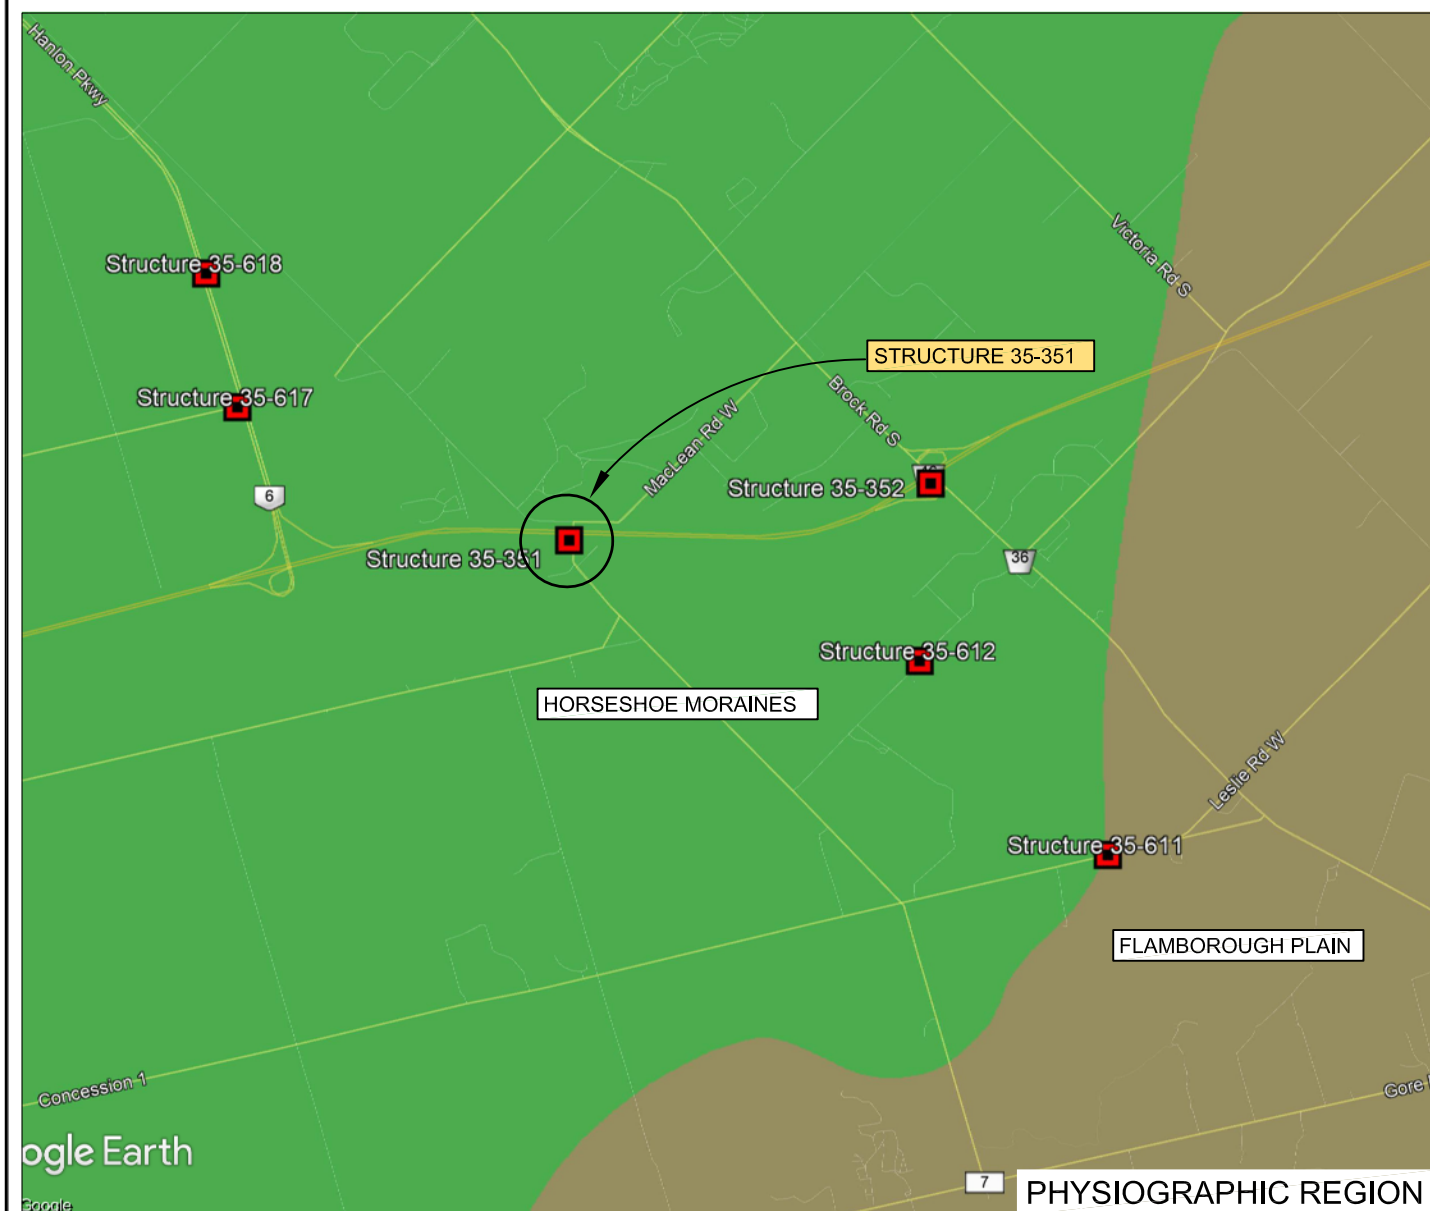 Hanlon Pkwy
Victoria Rd S
Structure 35-618
STRUCTURE 35-351
Structure 35-617
Brock Rd S
MacLean Rd W
Structure 35-352
6
Structure 35-351
36
Structure 35-612
HORSESHOE MORAINES
Leslie Rd W
Structure 35-611
FLAMBOROUGH PLAIN
Concession 1
Gore
ogle Earth
7
PHYSIOGRAPHIC REGION
Google